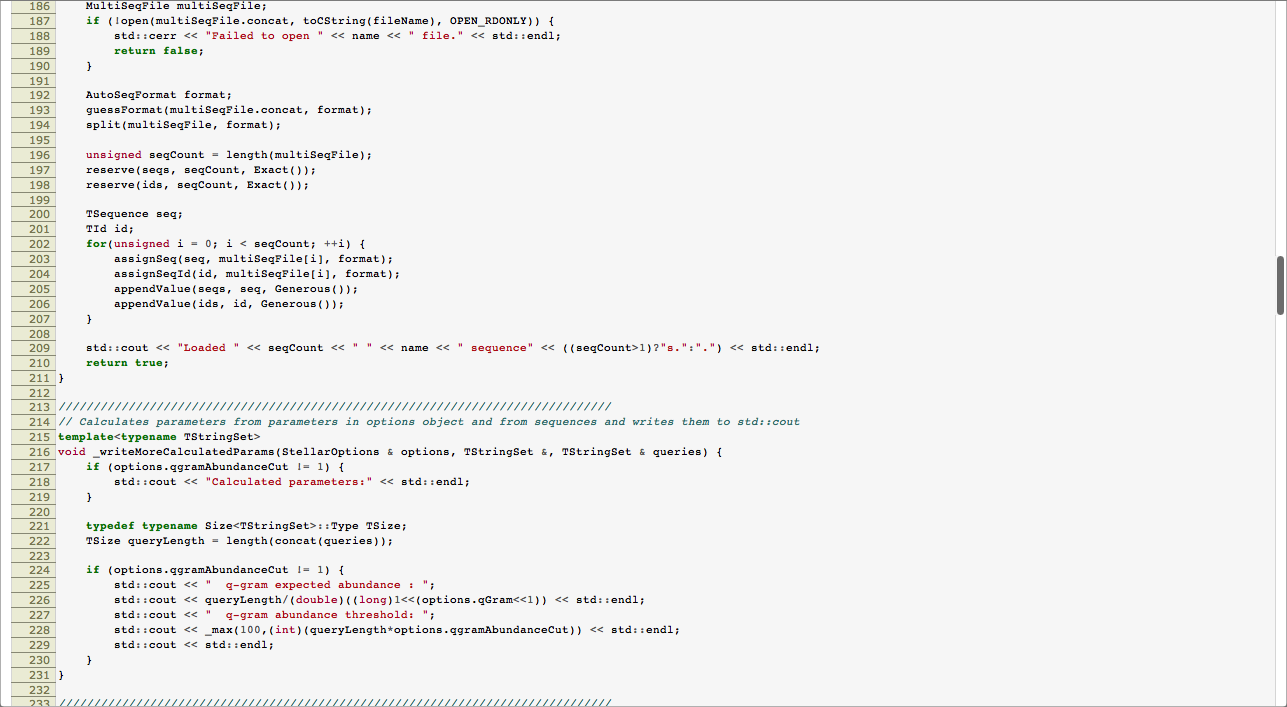 186     MultiSeqFile multiSeqFile;
187     if (!open(multiSeqFile.concat, toCString(fileName), OPEN_RDONLY)) {
188         std::cerr << "Failed to open " << name << " file." << std::endl;
189         return false;
190     }
191
192     AutoSeqFormat format;
193     guessFormat(multiSeqFile.concat, format);
194     split(multiSeqFile, format);
195
196     unsigned seqCount = length(multiSeqFile);
197     reserve(seqs, seqCount, Exact());
198     reserve(ids, seqCount, Exact());
199
200     TSequence seq;
201     TId id;
202     for(unsigned i = 0; i < seqCount; ++i) {
203         assignSeq(seq, multiSeqFile[i], format);
204         assignSeqId(id, multiSeqFile[i], format);
205         appendValue(seqs, seq, Generous());
206         appendValue(ids, id, Generous());
207     }
208
209     std::cout << "Loaded " << seqCount << " " << name << " sequence" << ((seqCount>1)?"s.":".") << std::endl;
210     return true;
211 }
212
213 ///////////////////////////////////////////////////////////////////////////////
214 // Calculates parameters from parameters in options object and from sequences and writes them to std::cout
215 template<typename TStringSet>
216 void _writeMoreCalculatedParams(StellarOptions & options, TStringSet &, TStringSet & queries) {
217     if (options.qgramAbundanceCut != 1) {
218         std::cout << "Calculated parameters:" << std::endl;
219     }
220
221     typedef typename Size<TStringSet>::Type TSize;
222     TSize queryLength = length(concat(queries));
223
224     if (options.qgramAbundanceCut != 1) {
225         std::cout << "  q-gram expected abundance : ";
226         std::cout << queryLength/(double)((long)1<<(options.qGram<<1)) << std::endl;
227         std::cout << "  q-gram abundance threshold: ";
228         std::cout << _max(100,(int)(queryLength*options.qgramAbundanceCut)) << std::endl;
229         std::cout << std::endl;
230     }
231 }
232
233 ///////////////////////////////////////////////////////////////////////////////